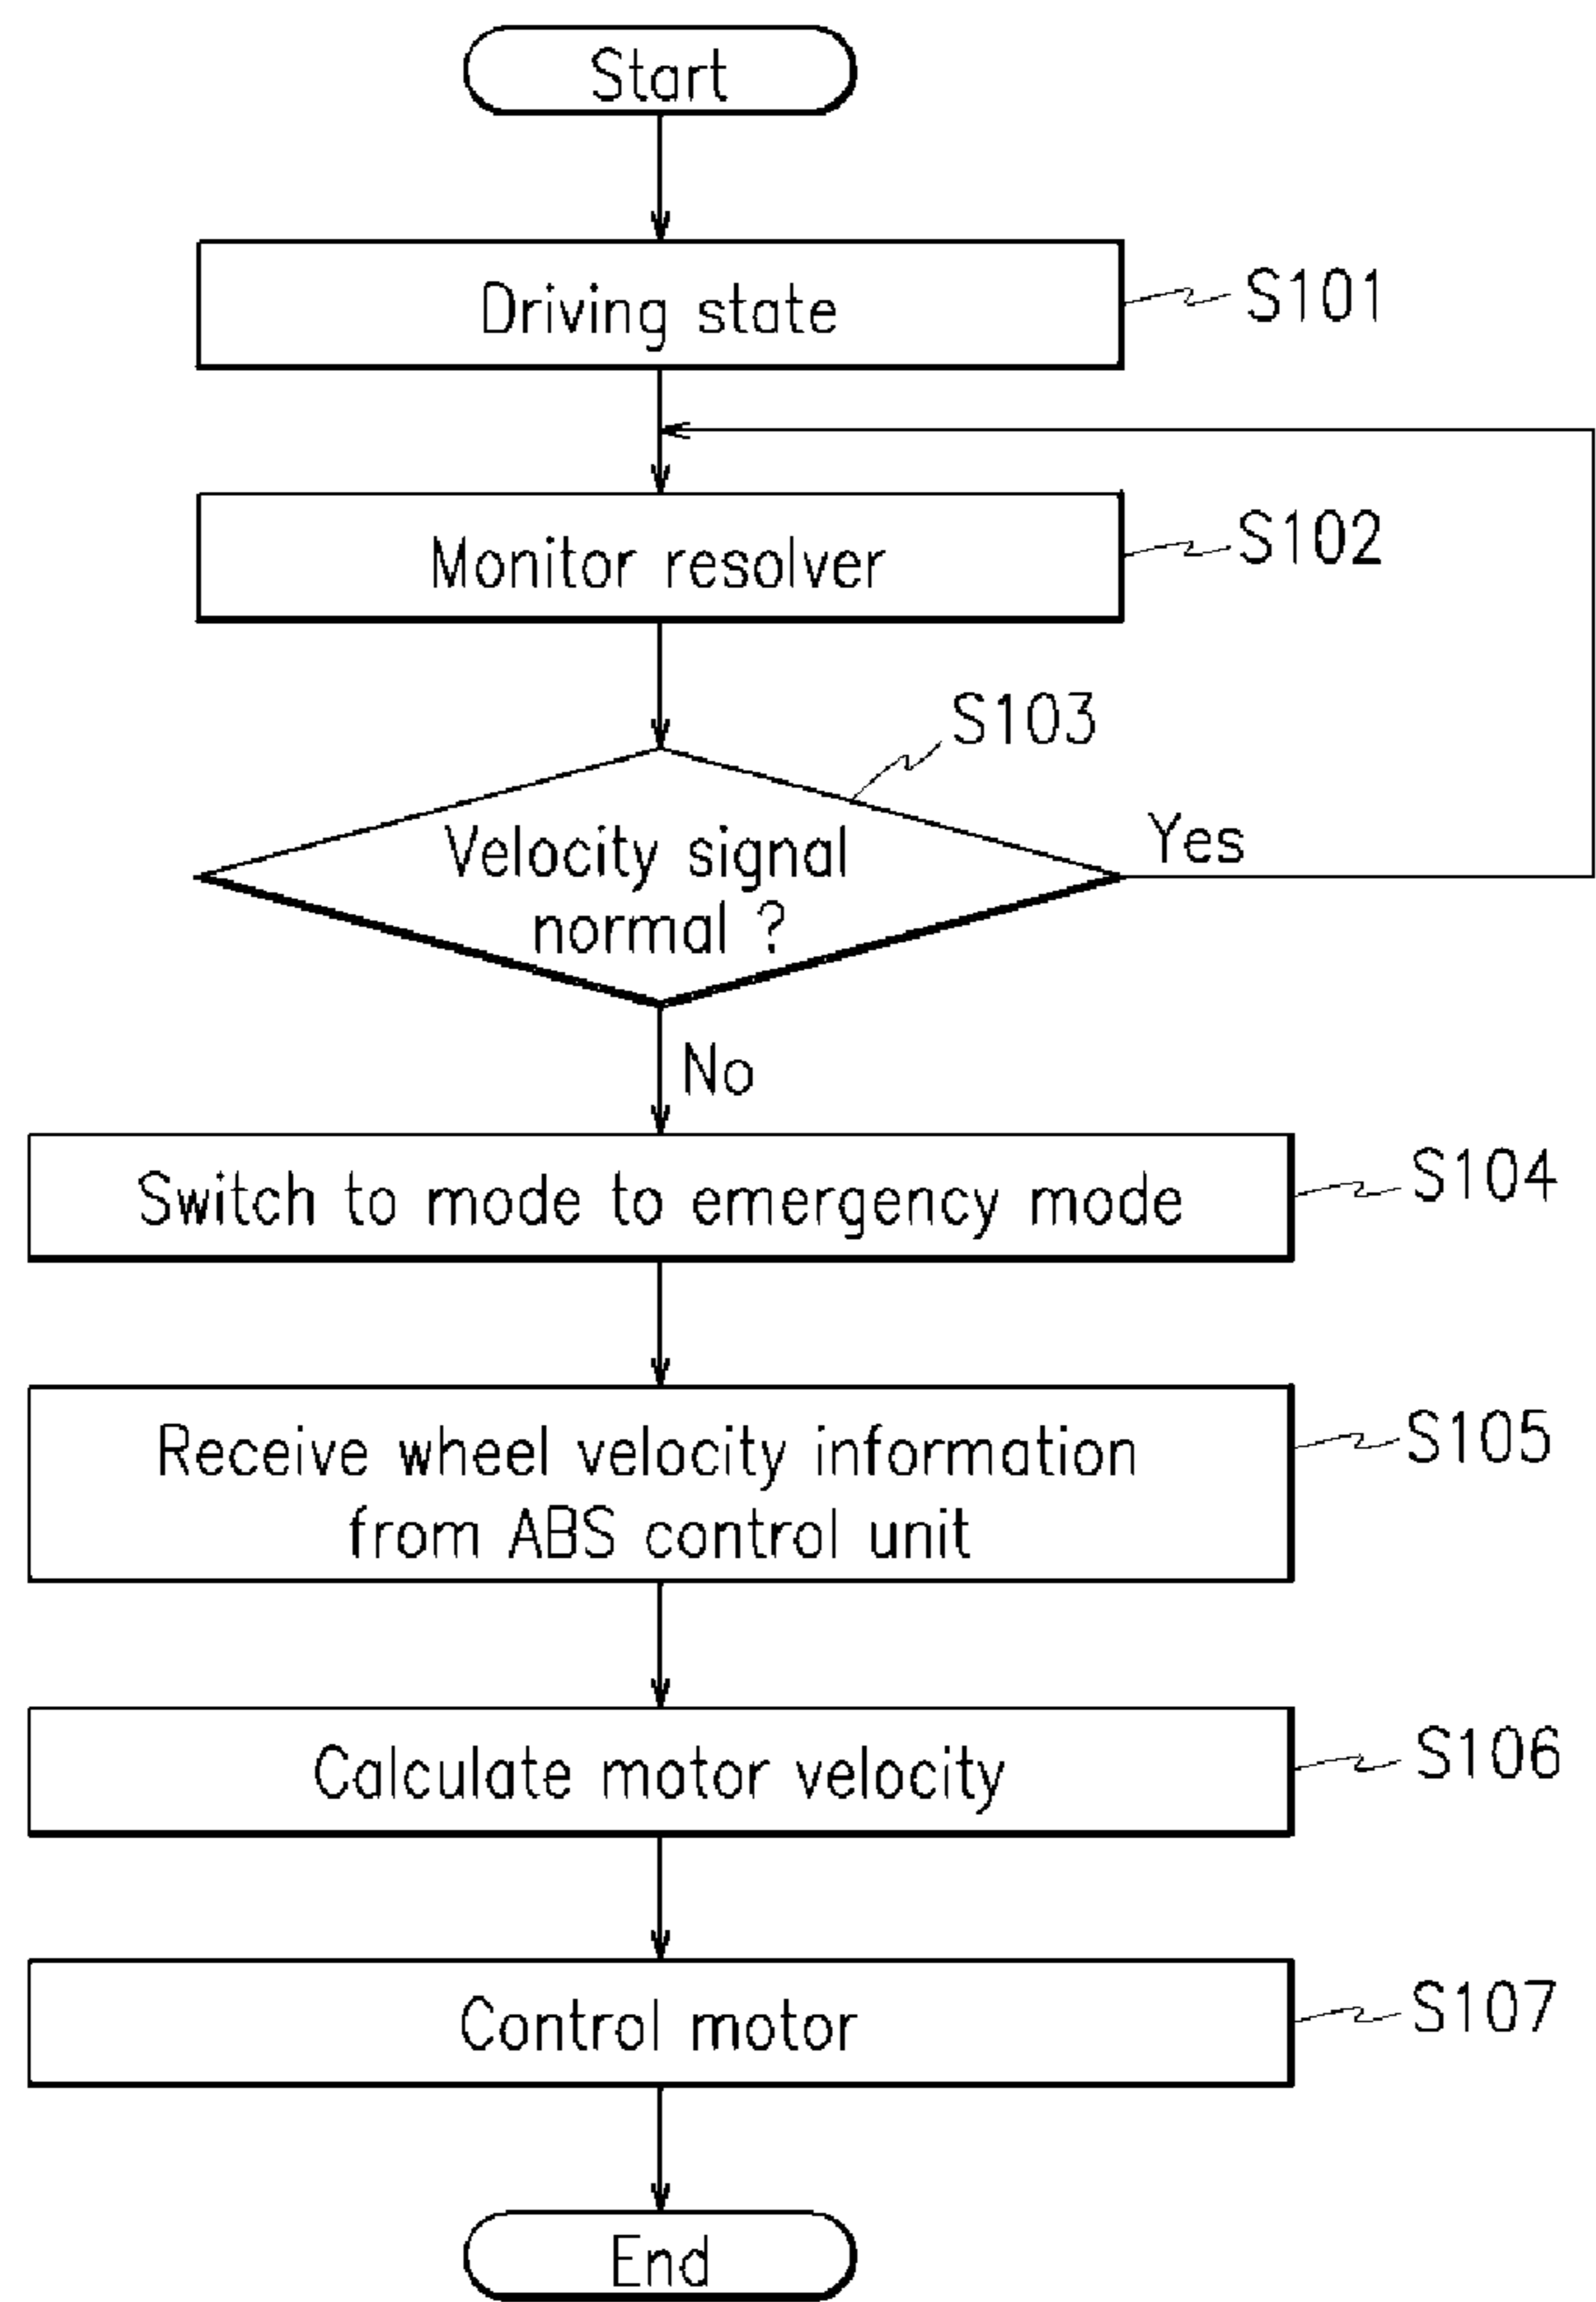 Start
Driving state
S101
Monitor resolver
S102
S103
Velocity signal
normal ?
Yes
No
Switch to mode to emergency mode
S104
Receive wheel velocity information
from ABS control unit
S105
Calculate motor velocity
S106
Control motor
S107
End